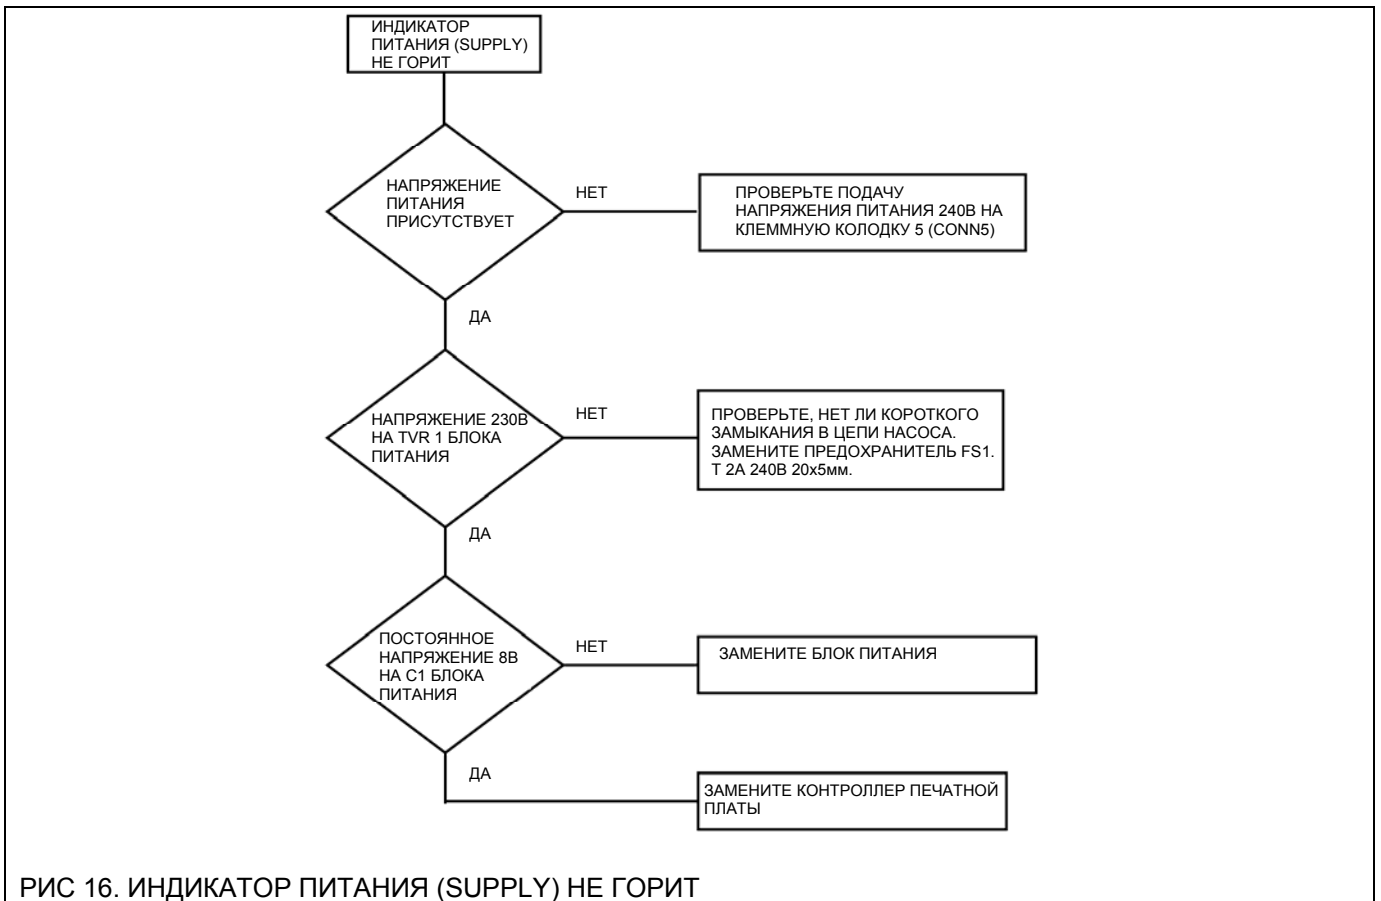 ИНДИКАТОР
ПИТАНИЯ (SUPPLY)
НЕ ГОРИТ
НАПРЯЖЕНИЕ
ПИТАНИЯ
ПРИСУТСТВУЕТ
НЕТ
ПРОВЕРЬТЕ ПОДАЧУ
НАПРЯЖЕНИЯ ПИТАНИЯ 240В НА
КЛЕММНУЮ КОЛОДКУ 5 (CONN5)
ДА
НАПРЯЖЕНИЕ 230В
НА TVR 1 БЛОКА
ПИТАНИЯ
НЕТ
ПРОВЕРЬТЕ, НЕТ ЛИ КОРОТКОГО
ЗАМЫКАНИЯ В ЦЕПИ НАСОСА.
ЗАМЕНИТЕ ПРЕДОХРАНИТЕЛЬ FS1.
Т 2А 240В 20х5мм.
ДА
ПОСТОЯННОЕ
НАПРЯЖЕНИЕ 8В
НА С1 БЛОКА
ПИТАНИЯ
НЕТ
ЗАМЕНИТЕ БЛОК ПИТАНИЯ
ДА
ЗАМЕНИТЕ КОНТРОЛЛЕР ПЕЧАТНОЙ
ПЛАТЫ
РИС 16. ИНДИКАТОР ПИТАНИЯ (SUPPLY) НЕ ГОРИТ